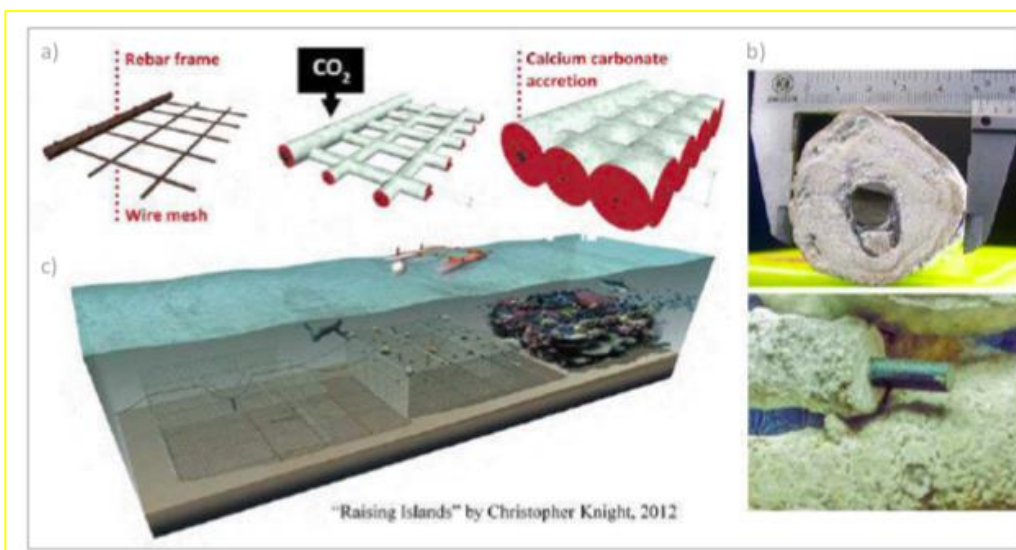 a)
Rebar frame
Wire mesh
CO2
Calcium carbonate
accretion
b)
c)
"Raising Islands" by Christopher Knight, 2012